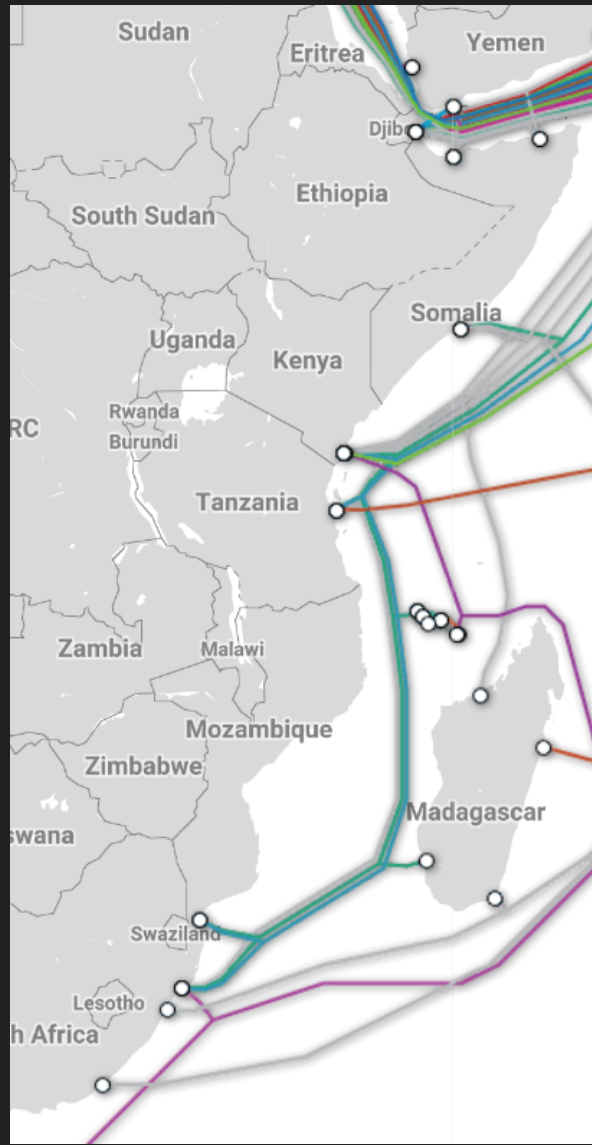 Sudan
Eritrea
Yemen
Djib
Ethiopia
South Sudan
Somalia
Uganda
Kenya
Rwanda
RC
Burundi
Tanzania
Zambia
Malawi
Mozambique
Zimbabwe
Madagascar
swana
Swaziland
Lesotho
h Africa